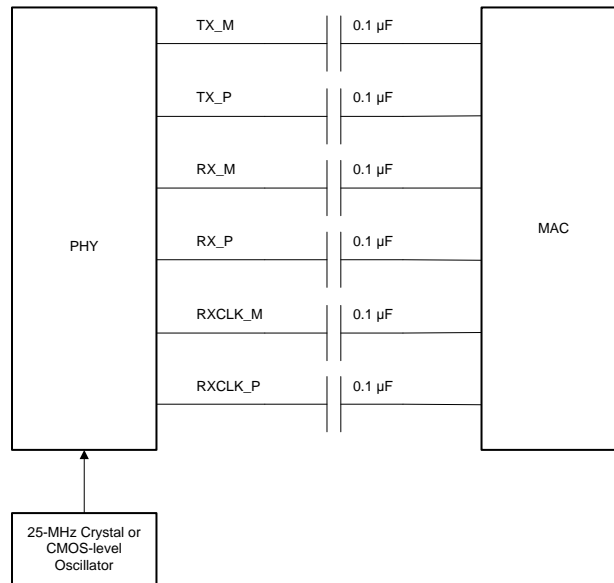 TX_M
0.1 µF
TX_P
0.1 µF
RX_M
0.1 µF
PHY
MAC
RX_P
0.1 µF
RXCLK_M
0.1 µF
RXCLK_P
0.1 µF
25-MHz Crystal or
CMOS-level
Oscillator